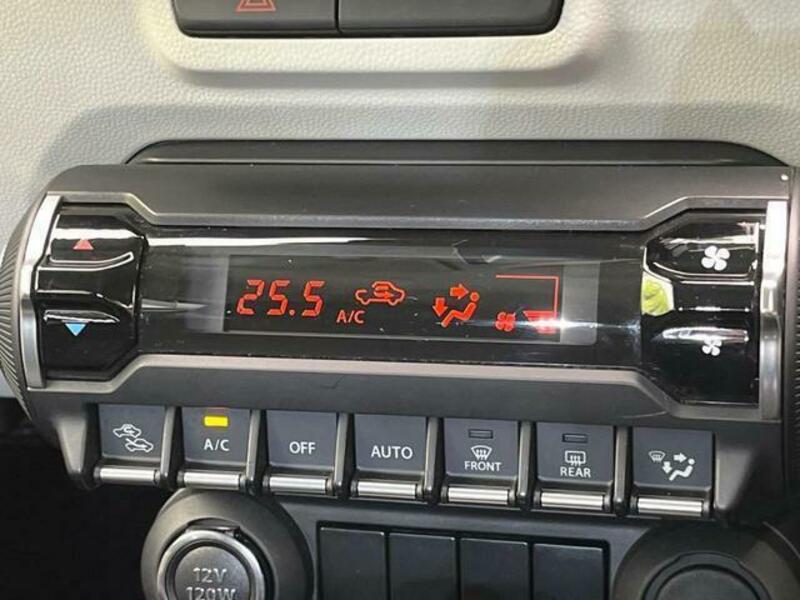 25.5 A/C
A/C OFF AUTO FRONT REAR
12V
120W